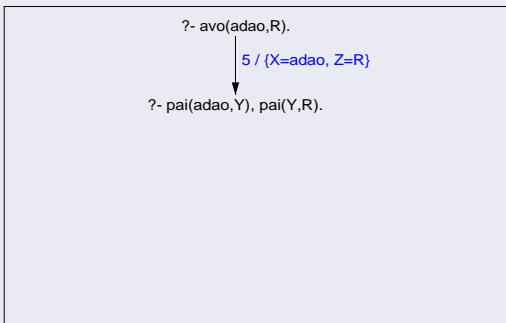 ?- avo(adao,R).
5 / {X=adao, Z=R}
?- pai(adao,Y), pai(Y,R).